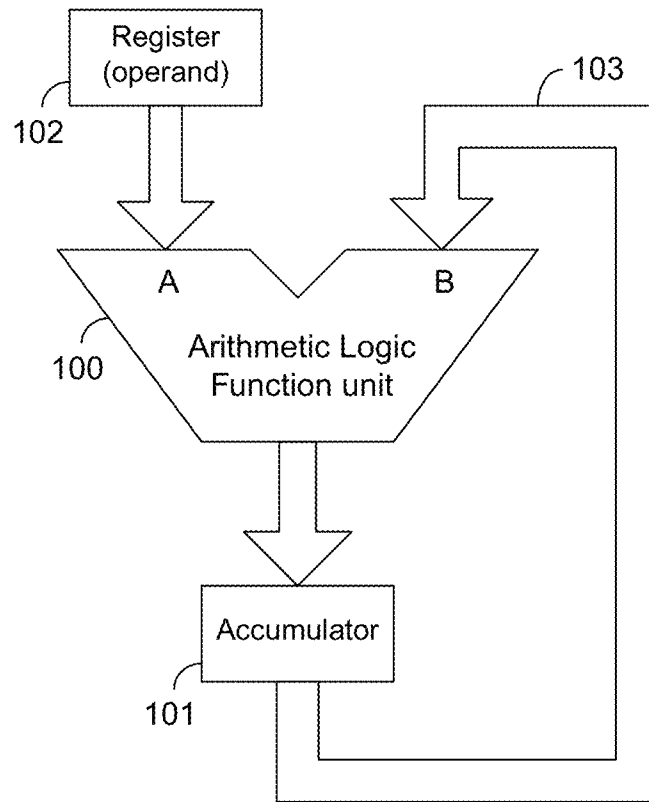 Register
(operand)
102
103
A
B
100
Arithmetic Logic
Function unit
Accumulator
101